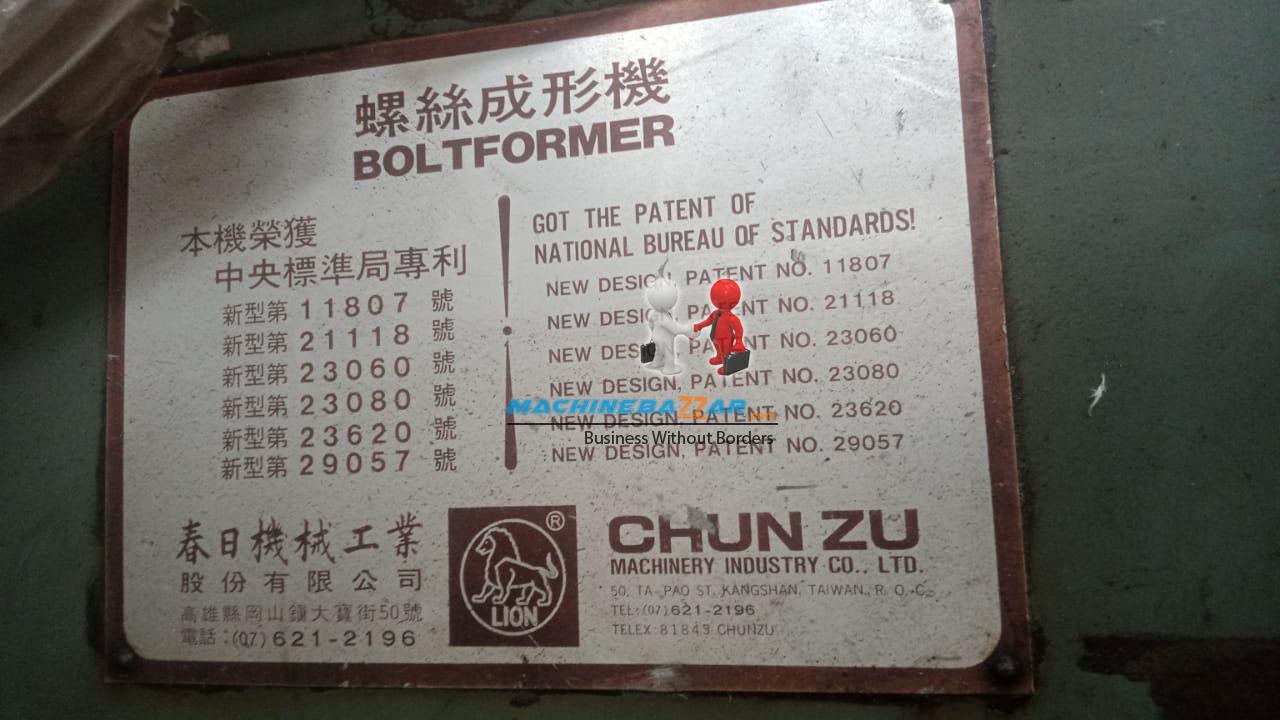 螺絲成形機
BOLTFORMER
本機榮獲
中央標準局專利
新型第 11807 號
新型第 21118 號
新型第 23060 號
新型第 23080 號
新型第 23620 號
新型第 29057 號
GOT THE PATENT OF
NATIONAL BUREAU OF STANDARDS!
NEW DESIGN, PATENT NO. 11807
NEW DESIGN, PATENT NO. 21118
NEW DESIGN, PATENT NO. 23060
NEW DESIGN, PATENT NO. 23080
NEW DESIGN, PATENT NO. 23620
NEW DESIGN, PATENT NO. 29057
MACHINEBAZZAR
Business Without Borders
春日機械工業
股份有限公司
高雄縣岡山鎮大寶街50號
電話:(07)621-2196
®
LION
CHUN ZU
MACHINERY INDUSTRY CO., LTD.
50, TA-PAO ST. KANGSHAN, TAIWAN, R.O.C.
TEL:(07)621-2196
TELEX:81843 CHUNZU